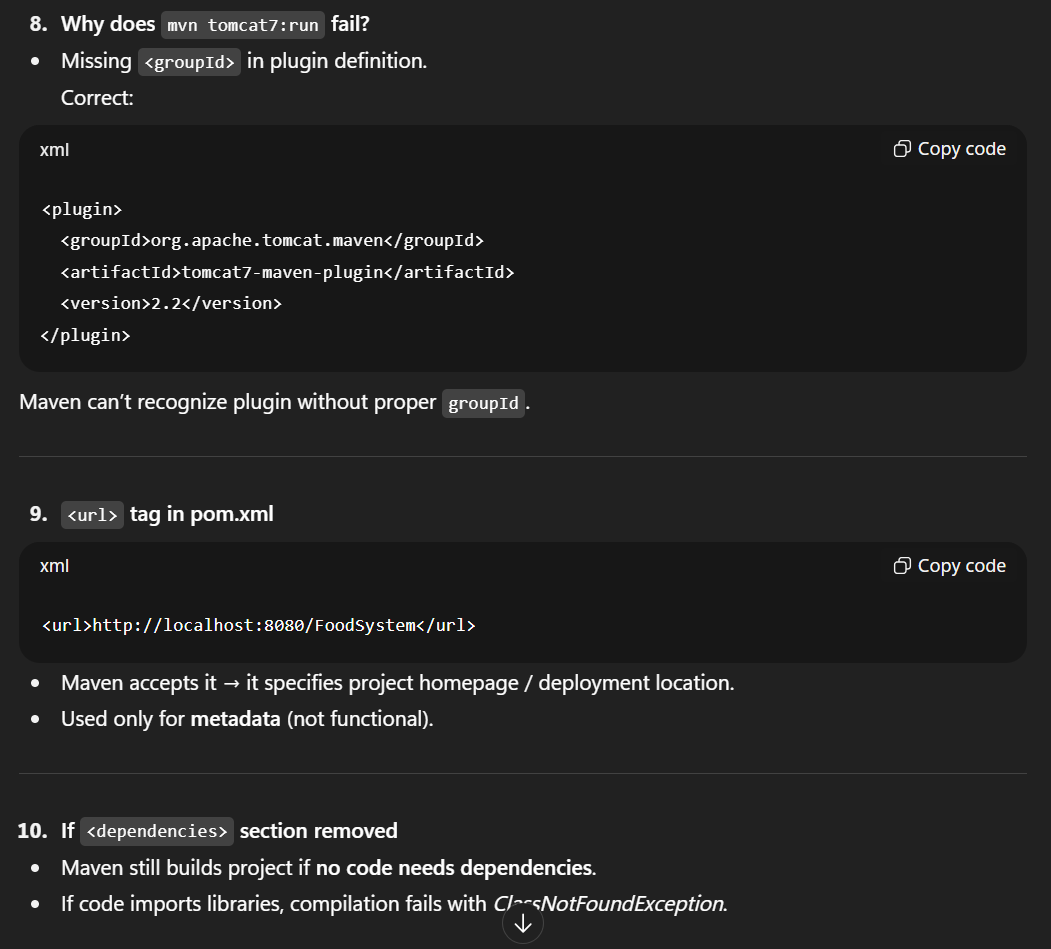 8. Why does mvn tomcat7:run fail?
• Missing <groupId> in plugin definition.
Correct:
xml
Copy code
<plugin>
  <groupId>org.apache.tomcat.maven</groupId>
  <artifactId>tomcat7-maven-plugin</artifactId>
  <version>2.2</version>
</plugin>
Maven can’t recognize plugin without proper groupId.
9. <url> tag in pom.xml
xml
Copy code
<url>http://localhost:8080/FoodSystem</url>
• Maven accepts it → it specifies project homepage / deployment location.
• Used only for metadata (not functional).
10. If <dependencies> section removed
• Maven still builds project if no code needs dependencies.
• If code imports libraries, compilation fails with ClassNotFoundException.